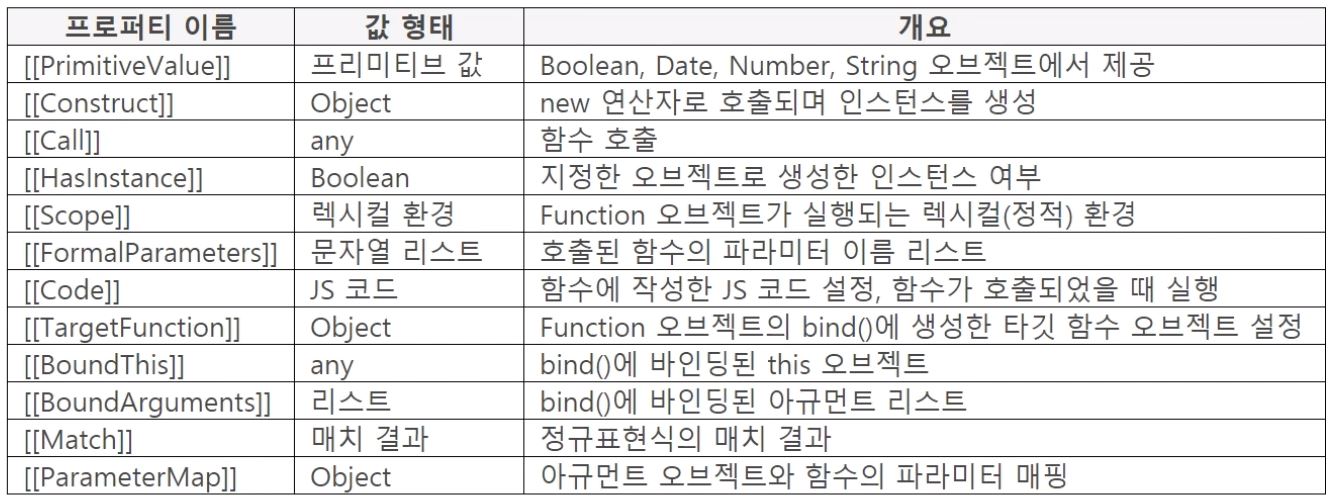 프로퍼티 이름 값 형태 개요
[[PrimitiveValue]] 프리미티브 값 Boolean, Date, Number, String 오브젝트에서 제공
[[Construct]] Object new 연산자로 호출되며 인스턴스를 생성
[[Call]] any 함수 호출
[[HasInstance]] Boolean 지정한 오브젝트로 생성한 인스턴스 여부
[[Scope]] 렉시컬 환경 Function 오브젝트가 실행되는 렉시컬(정적) 환경
[[FormalParameters]] 문자열 리스트 호출된 함수의 파라미터 이름 리스트
[[Code]] JS 코드 함수에 작성한 JS 코드 설정, 함수가 호출되었을 때 실행
[[TargetFunction]] Object Function 오브젝트의 bind()에 생성한 타깃 함수 오브젝트 설정
[[BoundThis]] any bind()에 바인딩된 this 오브젝트
[[BoundArguments]] 리스트 bind()에 바인딩된 아규먼트 리스트
[[Match]] 매치 결과 정규표현식의 매치 결과
[[ParameterMap]] Object 아규먼트 오브젝트와 함수의 파라미터 매핑